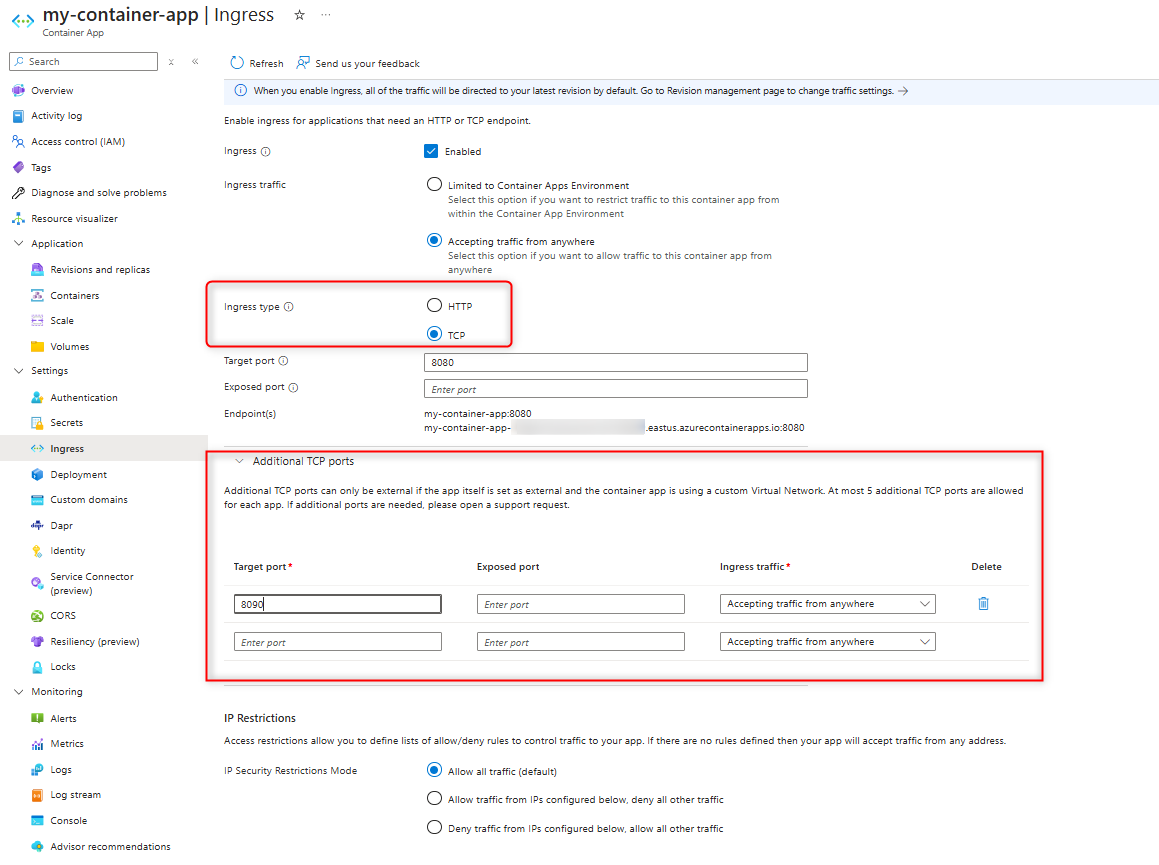 my-container-app | Ingress
Container App
Search
Refresh
Send us your feedback
When you enable Ingress, all of the traffic will be directed to your latest revision by default. Go to Revision management page to change traffic settings.
Overview
Activity log
Access control (IAM)
Tags
Diagnose and solve problems
Resource visualizer
Application
Revisions and replicas
Containers
Scale
Volumes
Settings
Authentication
Secrets
Ingress
Deployment
Custom domains
Dapr
Identity
Service Connector
(preview)
CORS
Resiliency (preview)
Locks
Monitoring
Alerts
Metrics
Logs
Log stream
Console
Advisor recommendations
Enable ingress for applications that need an HTTP or TCP endpoint.
Ingress
Enabled
Ingress traffic
Limited to Container Apps Environment
Select this option if you want to restrict traffic to this container app from
within the Container App Environment
Accepting traffic from anywhere
Select this option if you want to allow traffic to this container app from
anywhere
Ingress type
HTTP
TCP
Target port
8080
Exposed port
Enter port
Endpoint(s)
my-container-app:8080
my-container-app- .eastus.azurecontainerapps.io:8080
Additional TCP ports
Additional TCP ports can only be external if the app itself is set as external and the container app is using a custom Virtual Network. At most 5 additional TCP ports are allowed
for each app. If additional ports are needed, please open a support request.
Target port* Exposed port Ingress traffic* Delete
8090 Enter port Accepting traffic from anywhere
Enter port Enter port Accepting traffic from anywhere
IP Restrictions
Access restrictions allow you to define lists of allow/deny rules to control traffic to your app. If there are no rules defined then your app will accept traffic from any address.
IP Security Restrictions Mode
Allow all traffic (default)
Allow traffic from IPs configured below, deny all other traffic
Deny traffic from IPs configured below, allow all other traffic